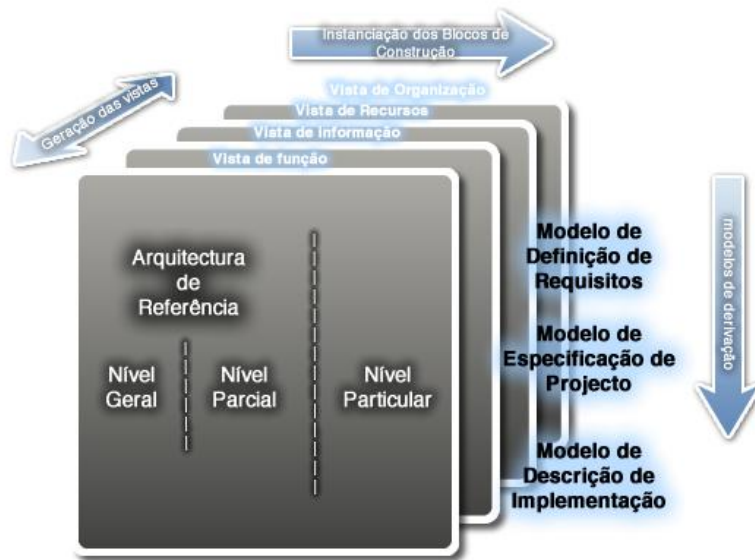 Instanciação dos Blocos de
Construção
Geração das vistas
Vista de Organização
Vista de Recursos
Vista de Informação
Vista de função
Arquitectura
de
Referência
Nível
Geral
Nível
Parcial
Nível
Particular
Modelo de
Definição de
Requisitos
Modelo de
Especificação de
Projecto
Modelo de
Descrição de
Implementação
modelos de derivação